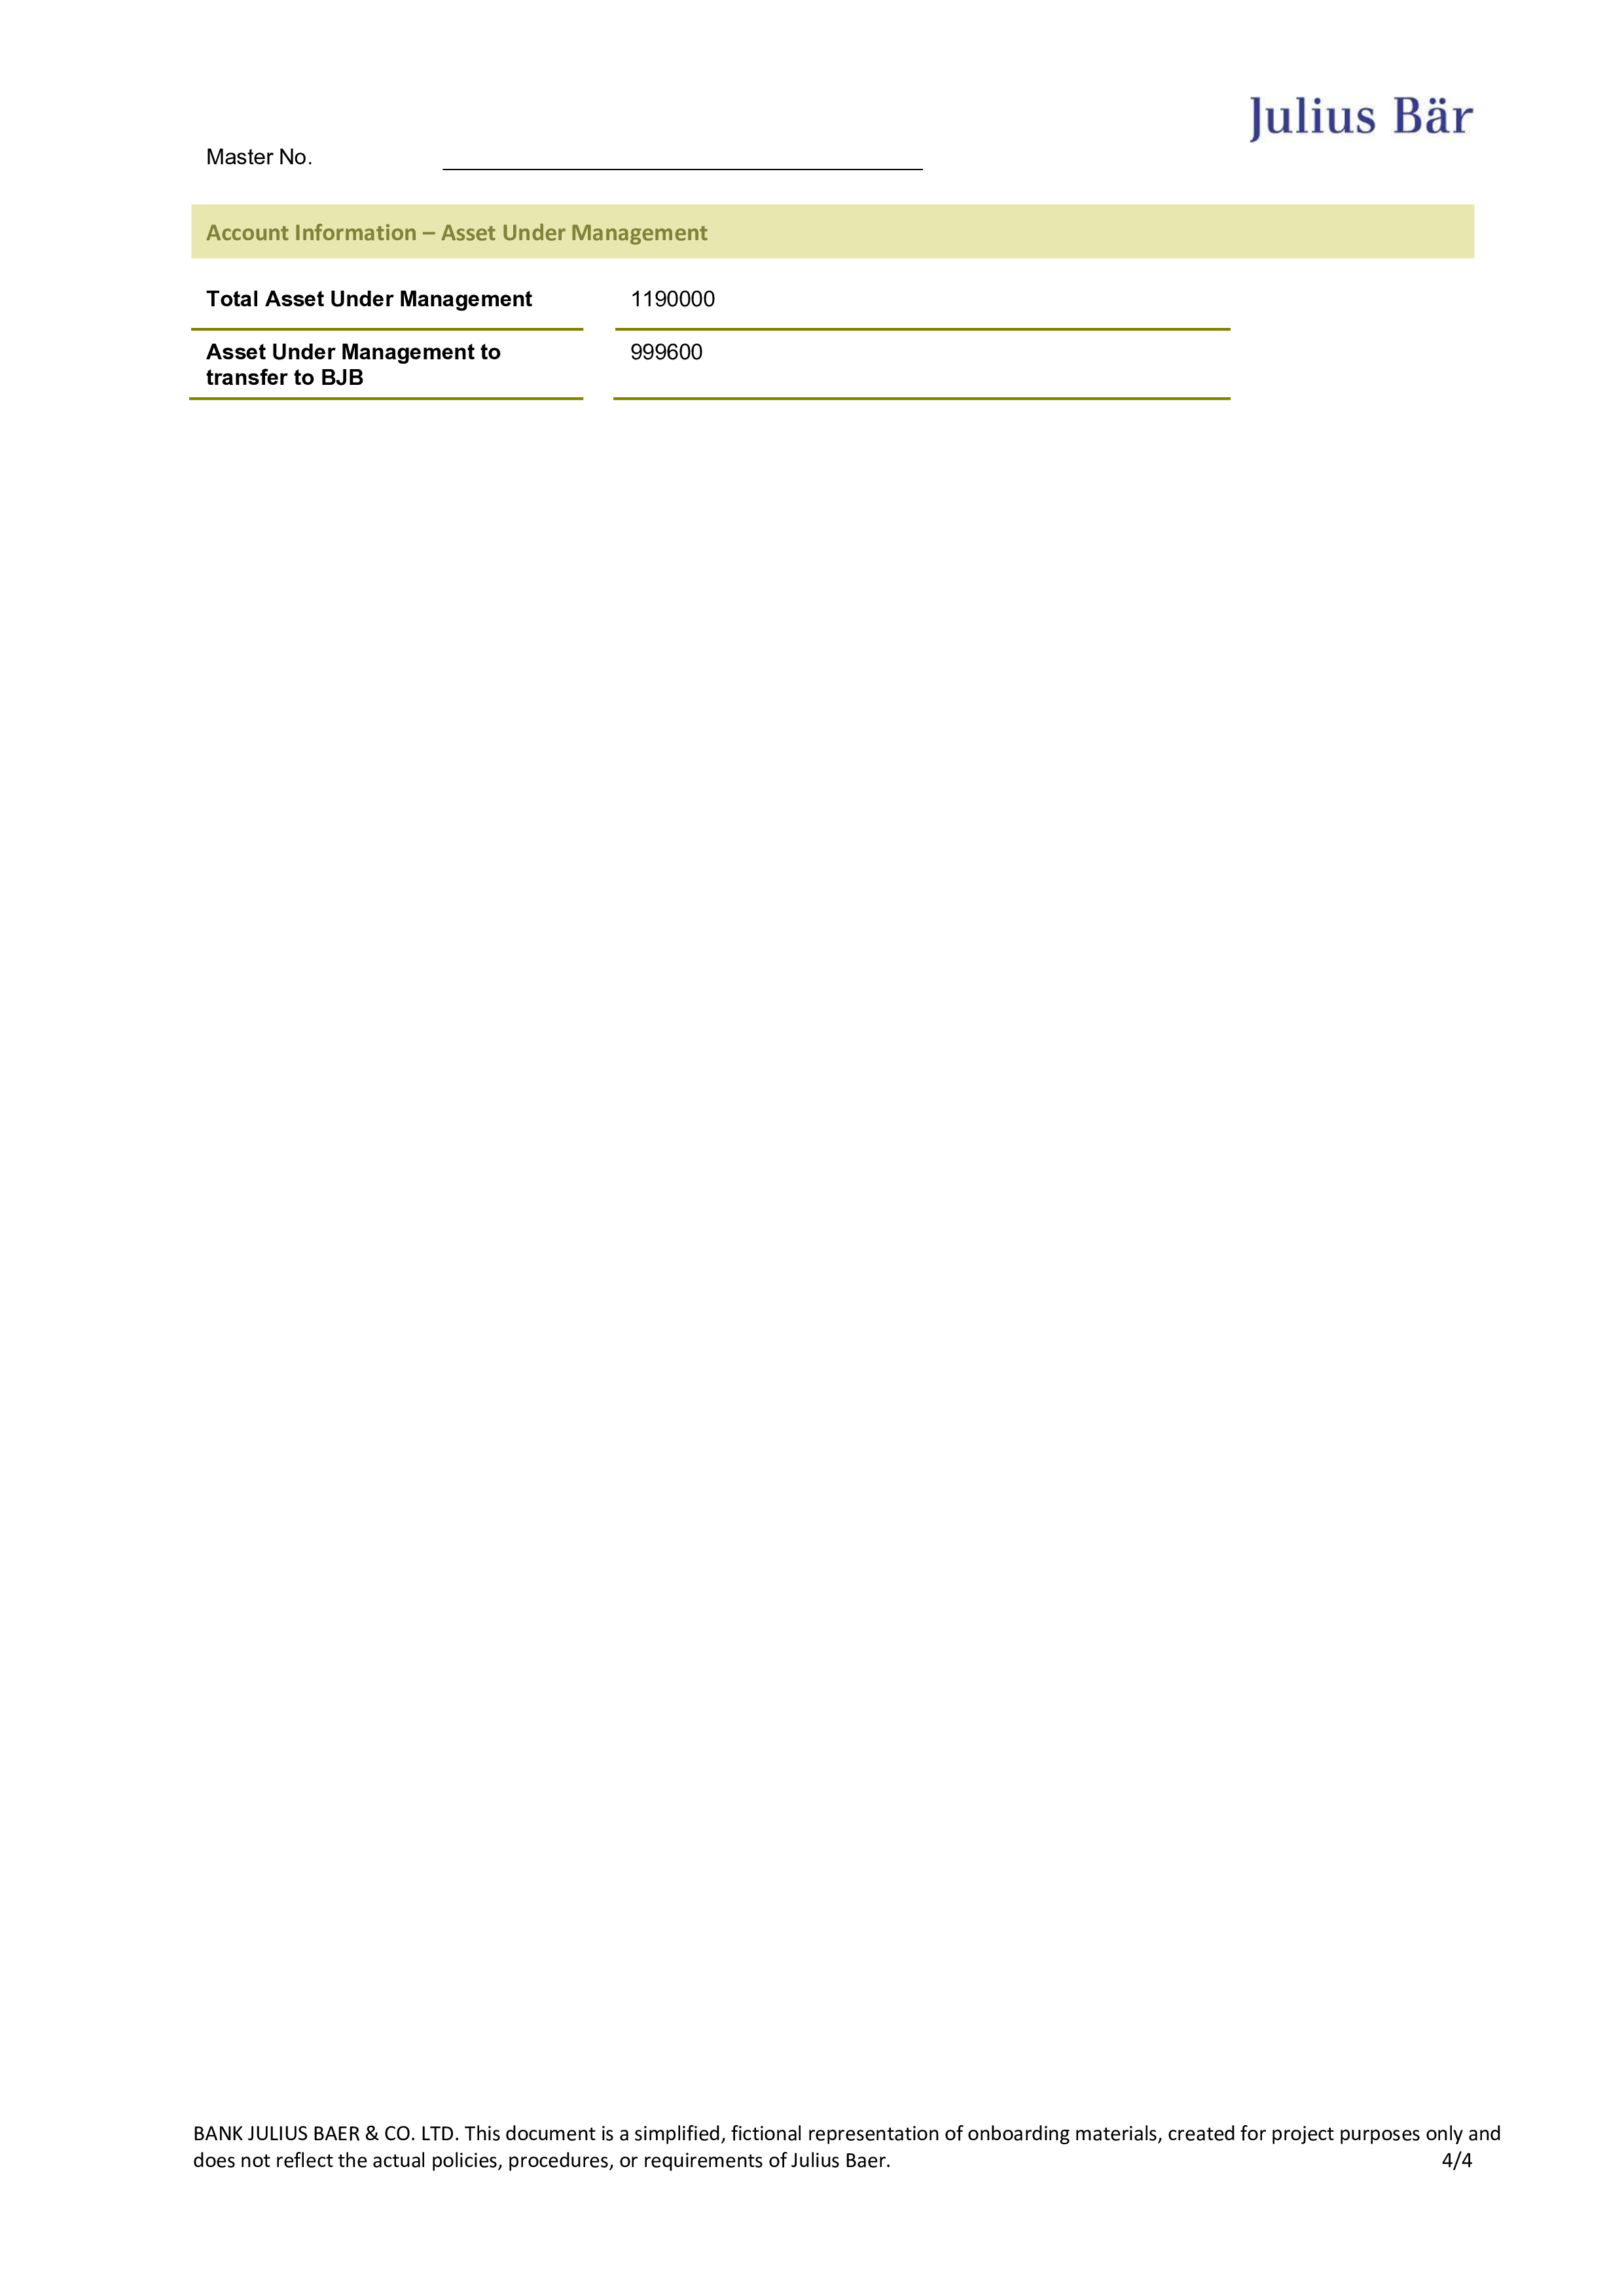 Julius Bär
Master No.
Account Information – Asset Under Management
Total Asset Under Management 1190000
Asset Under Management to 999600
transfer to BJB
BANK JULIUS BAER & CO. LTD. This document is a simplified, fictional representation of onboarding materials, created for project purposes only and
does not reflect the actual policies, procedures, or requirements of Julius Baer. 4/4